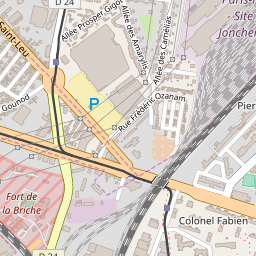 D 24
Allée Prosper Gigot
Allée des Amaryllis
Allée des Camélias
Saint-Leu
Site
Joncher
Gounod
P
Rue Frédéric Ozanam
Pier
Fort de
la Briche
Colonel Fabien
D 24